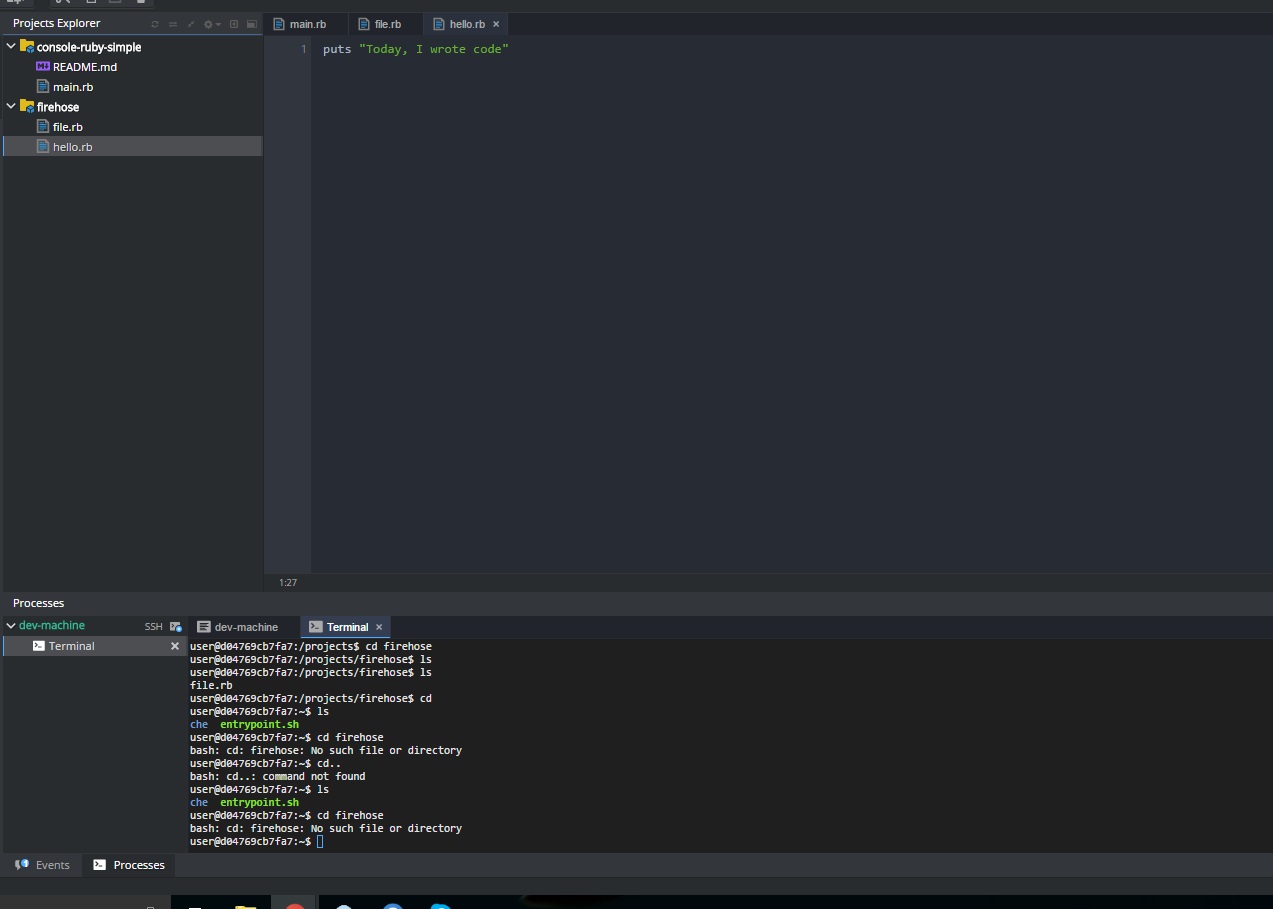 Projects Explorer
main.rb
file.rb
hello.rb
console-ruby-simple
README.md
main.rb
firehose
file.rb
hello.rb
1
puts "Today, I wrote code"
1:27
Processes
dev-machine
SSH
Terminal
dev-machine
Terminal
user@d04769cb7fa7:/projects$ cd firehose
user@d04769cb7fa7:/projects/firehose$ ls
user@d04769cb7fa7:/projects/firehose$ ls
file.rb
user@d04769cb7fa7:/projects/firehose$ cd
user@d04769cb7fa7:~$ ls
che  entrypoint.sh
user@d04769cb7fa7:~$ cd firehose
bash: cd: firehose: No such file or directory
user@d04769cb7fa7:~$ cd..
bash: cd..: command not found
user@d04769cb7fa7:~$ ls
che  entrypoint.sh
user@d04769cb7fa7:~$ cd firehose
bash: cd: firehose: No such file or directory
user@d04769cb7fa7:~$
Events
Processes